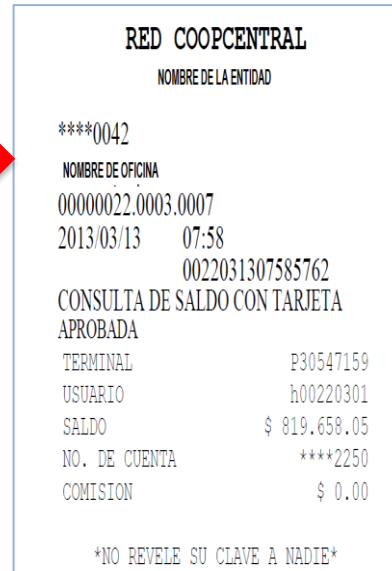 RED COOPCENTRAL
NOMBRE DE LA ENTIDAD
****0042
NOMBRE DE OFICINA
00000022.0003.0007
2013/03/13 07:58
0022031307585762
CONSULTA DE SALDO CON TARJETA
APROBADA
TERMINAL P30547159
USUARIO h00220301
SALDO $ 819.658.05
NO. DE CUENTA ****2250
COMISION $ 0.00
*NO REVELE SU CLAVE A NADIE*